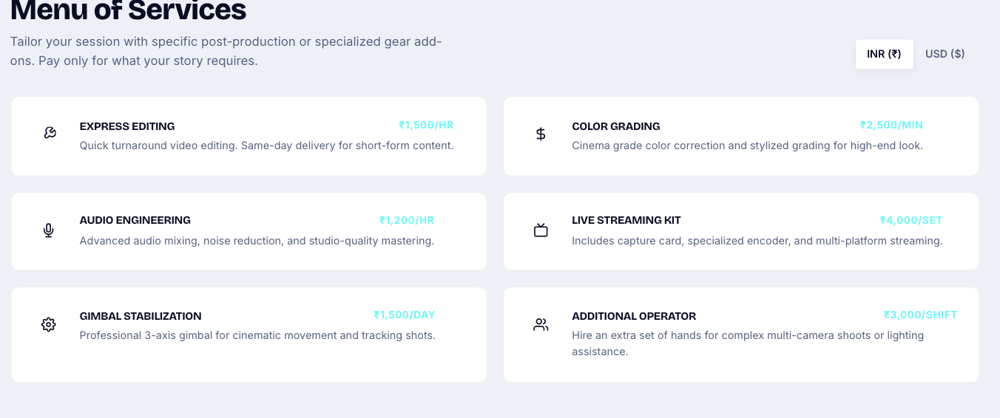 Menu of Services
Tailor your session with specific post-production or specialized gear add-
ons. Pay only for what your story requires.
INR (₹) USD ($)
EXPRESS EDITING ₹1,500/HR
Quick turnaround video editing. Same-day delivery for short-form content.
COLOR GRADING ₹2,500/MIN
Cinema grade color correction and stylized grading for high-end look.
AUDIO ENGINEERING ₹1,200/HR
Advanced audio mixing, noise reduction, and studio-quality mastering.
LIVE STREAMING KIT ₹4,000/SET
Includes capture card, specialized encoder, and multi-platform streaming.
GIMBAL STABILIZATION ₹1,500/DAY
Professional 3-axis gimbal for cinematic movement and tracking shots.
ADDITIONAL OPERATOR ₹3,000/SHIFT
Hire an extra set of hands for complex multi-camera shoots or lighting
assistance.